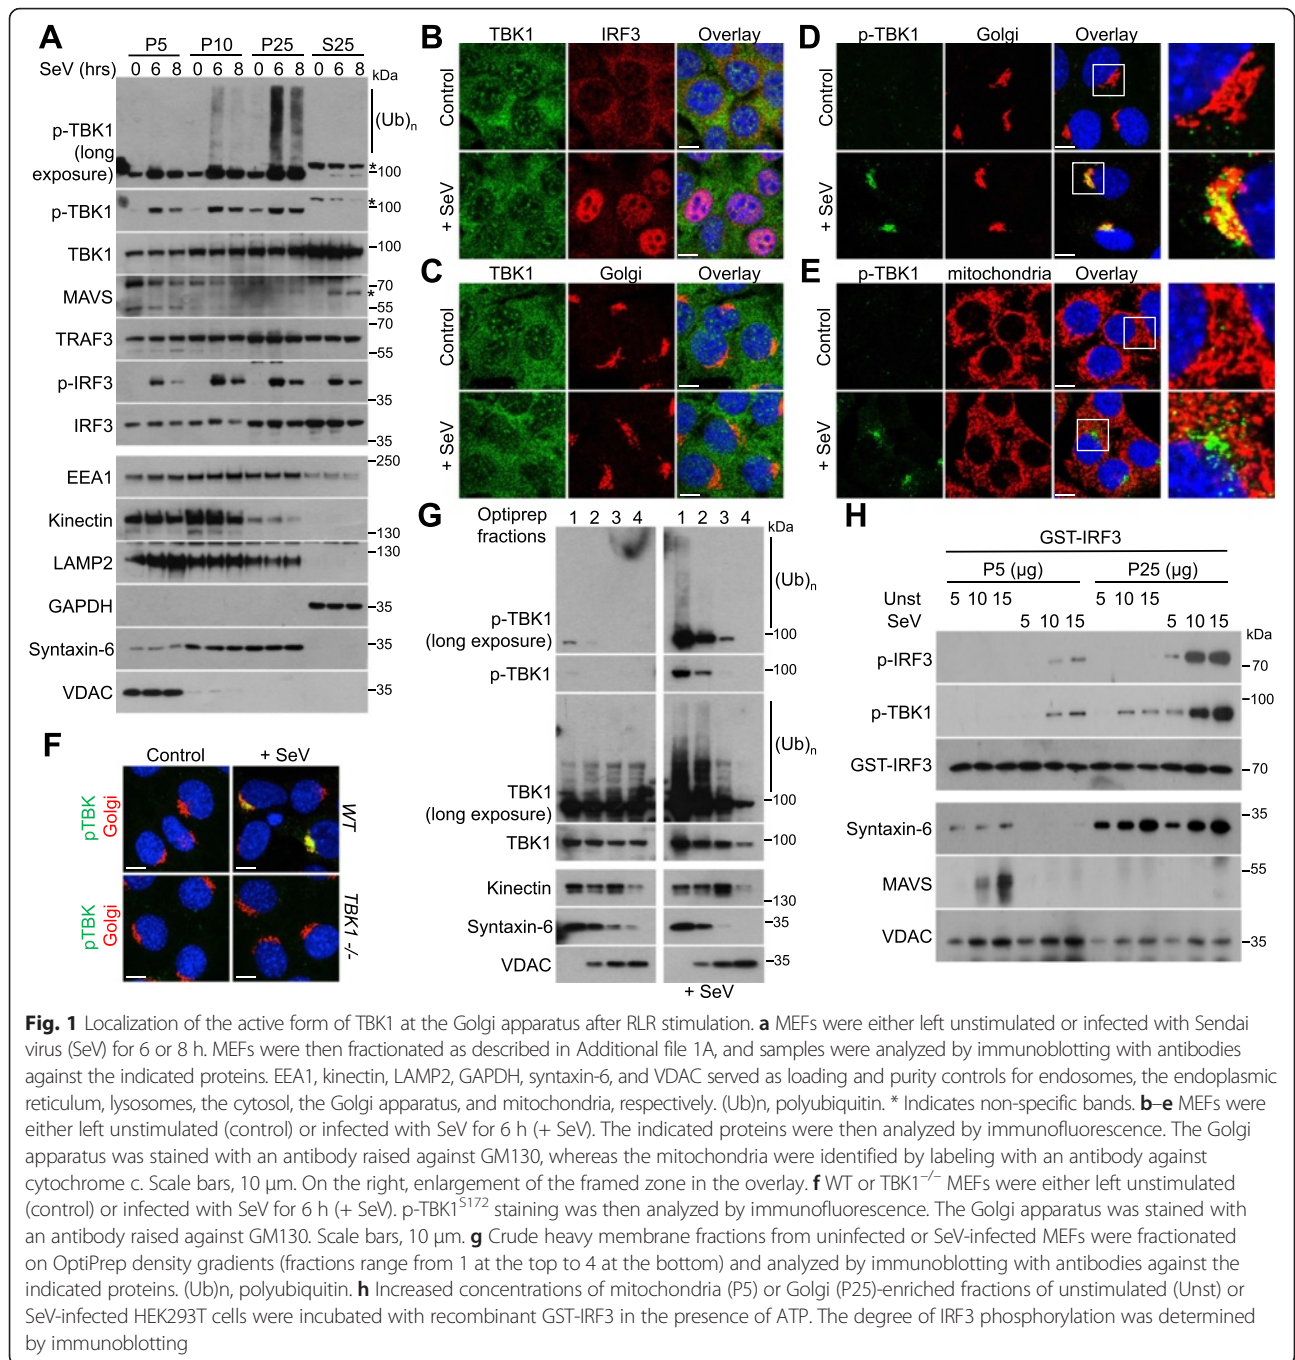 A
P5 P10 P25 S25
SeV (hrs) 0 6 8 0 6 8 0 6 8 0 6 8 kDa
p-TBK1
(long
exposure)
(Ub)n
*
100
p-TBK1
*
100
TBK1
100
MAVS
70
*
55
TRAF3
70
55
p-IRF3
35
IRF3
35
EEA1
250
Kinectin
130
LAMP2
130
GAPDH
35
Syntaxin-6
35
VDAC
35
B
TBK1 IRF3 Overlay
Control
+ SeV
C
TBK1 Golgi Overlay
Control
+ SeV
D
p-TBK1 Golgi Overlay
Control
+ SeV
E
p-TBK1 mitochondria Overlay
Control
+ SeV
F
Control + SeV
pTBK
Golgi
WT
pTBK
Golgi
TBK1 -/-
G
Optiprep
fractions
1 2 3 4 1 2 3 4 kDa
(Ub)n
p-TBK1
(long exposure)
100
p-TBK1
100
(Ub)n
TBK1
(long exposure)
100
TBK1
100
Kinectin
130
Syntaxin-6
35
VDAC
35
+ SeV
H
GST-IRF3
P5 (µg) P25 (µg)
Unst 5 10 15 5 10 15
SeV 5 10 15 5 10 15
kDa
p-IRF3
70
p-TBK1
100
GST-IRF3
70
Syntaxin-6
35
MAVS
55
VDAC
35
Fig. 1 Localization of the active form of TBK1 at the Golgi apparatus after RLR stimulation. a MEFs were either left unstimulated or infected with Sendai
virus (SeV) for 6 or 8 h. MEFs were then fractionated as described in Additional file 1A, and samples were analyzed by immunoblotting with antibodies
against the indicated proteins. EEA1, kinectin, LAMP2, GAPDH, syntaxin-6, and VDAC served as loading and purity controls for endosomes, the endoplasmic
reticulum, lysosomes, the cytosol, the Golgi apparatus, and mitochondria, respectively. (Ub)n, polyubiquitin. * Indicates non-specific bands. b–e MEFs were
either left unstimulated (control) or infected with SeV for 6 h (+ SeV). The indicated proteins were then analyzed by immunofluorescence. The Golgi
apparatus was stained with an antibody raised against GM130, whereas the mitochondria were identified by labeling with an antibody against
cytochrome c. Scale bars, 10 µm. On the right, enlargement of the framed zone in the overlay. f WT or TBK1−/− MEFs were either left unstimulated
(control) or infected with SeV for 6 h (+ SeV). p-TBK1S172 staining was then analyzed by immunofluorescence. The Golgi apparatus was stained with
an antibody raised against GM130. Scale bars, 10 µm. g Crude heavy membrane fractions from uninfected or SeV-infected MEFs were fractionated
on OptiPrep density gradients (fractions range from 1 at the top to 4 at the bottom) and analyzed by immunoblotting with antibodies against the
indicated proteins. (Ub)n, polyubiquitin. h Increased concentrations of mitochondria (P5) or Golgi (P25)-enriched fractions of unstimulated (Unst) or
SeV-infected HEK293T cells were incubated with recombinant GST-IRF3 in the presence of ATP. The degree of IRF3 phosphorylation was determined
by immunoblotting